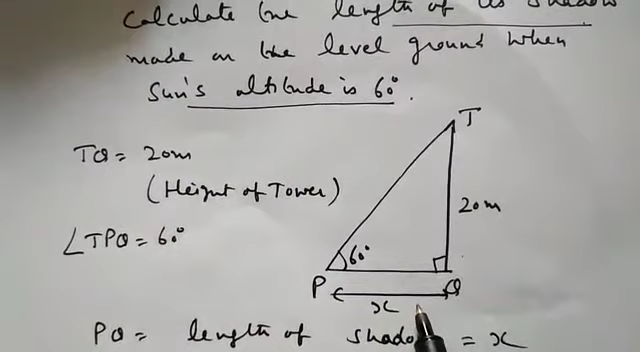 Calculate the length of its shadow
made on the level ground when
Sun's altitude is 60°.
TQ = 20m
(Height of Tower)
∠TPQ = 60°
T
20m
60°
P
Q
x
PQ = length of shado = x